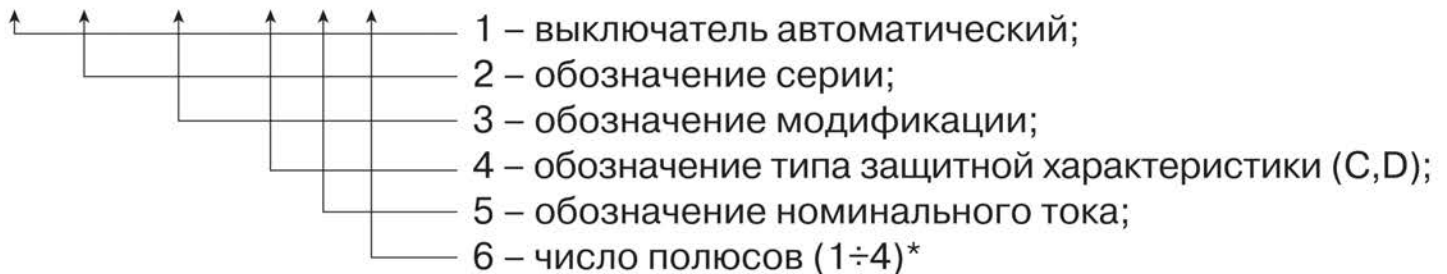 1 – выключатель автоматический;
2 – обозначение серии;
3 – обозначение модификации;
4 – обозначение типа защитной характеристики (С,D);
5 – обозначение номинального тока;
6 – число полюсов (1÷4)*